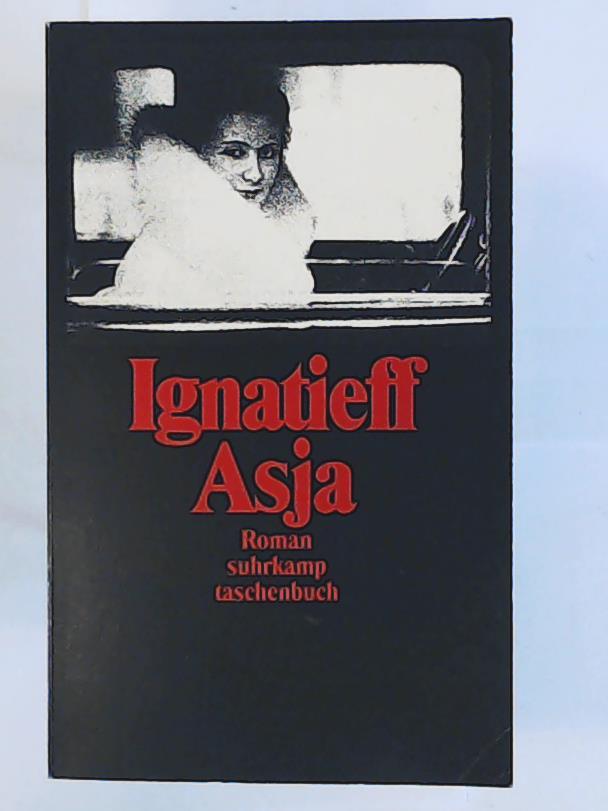 Ignatieff
Asja
Roman
suhrkamp
taschenbuch